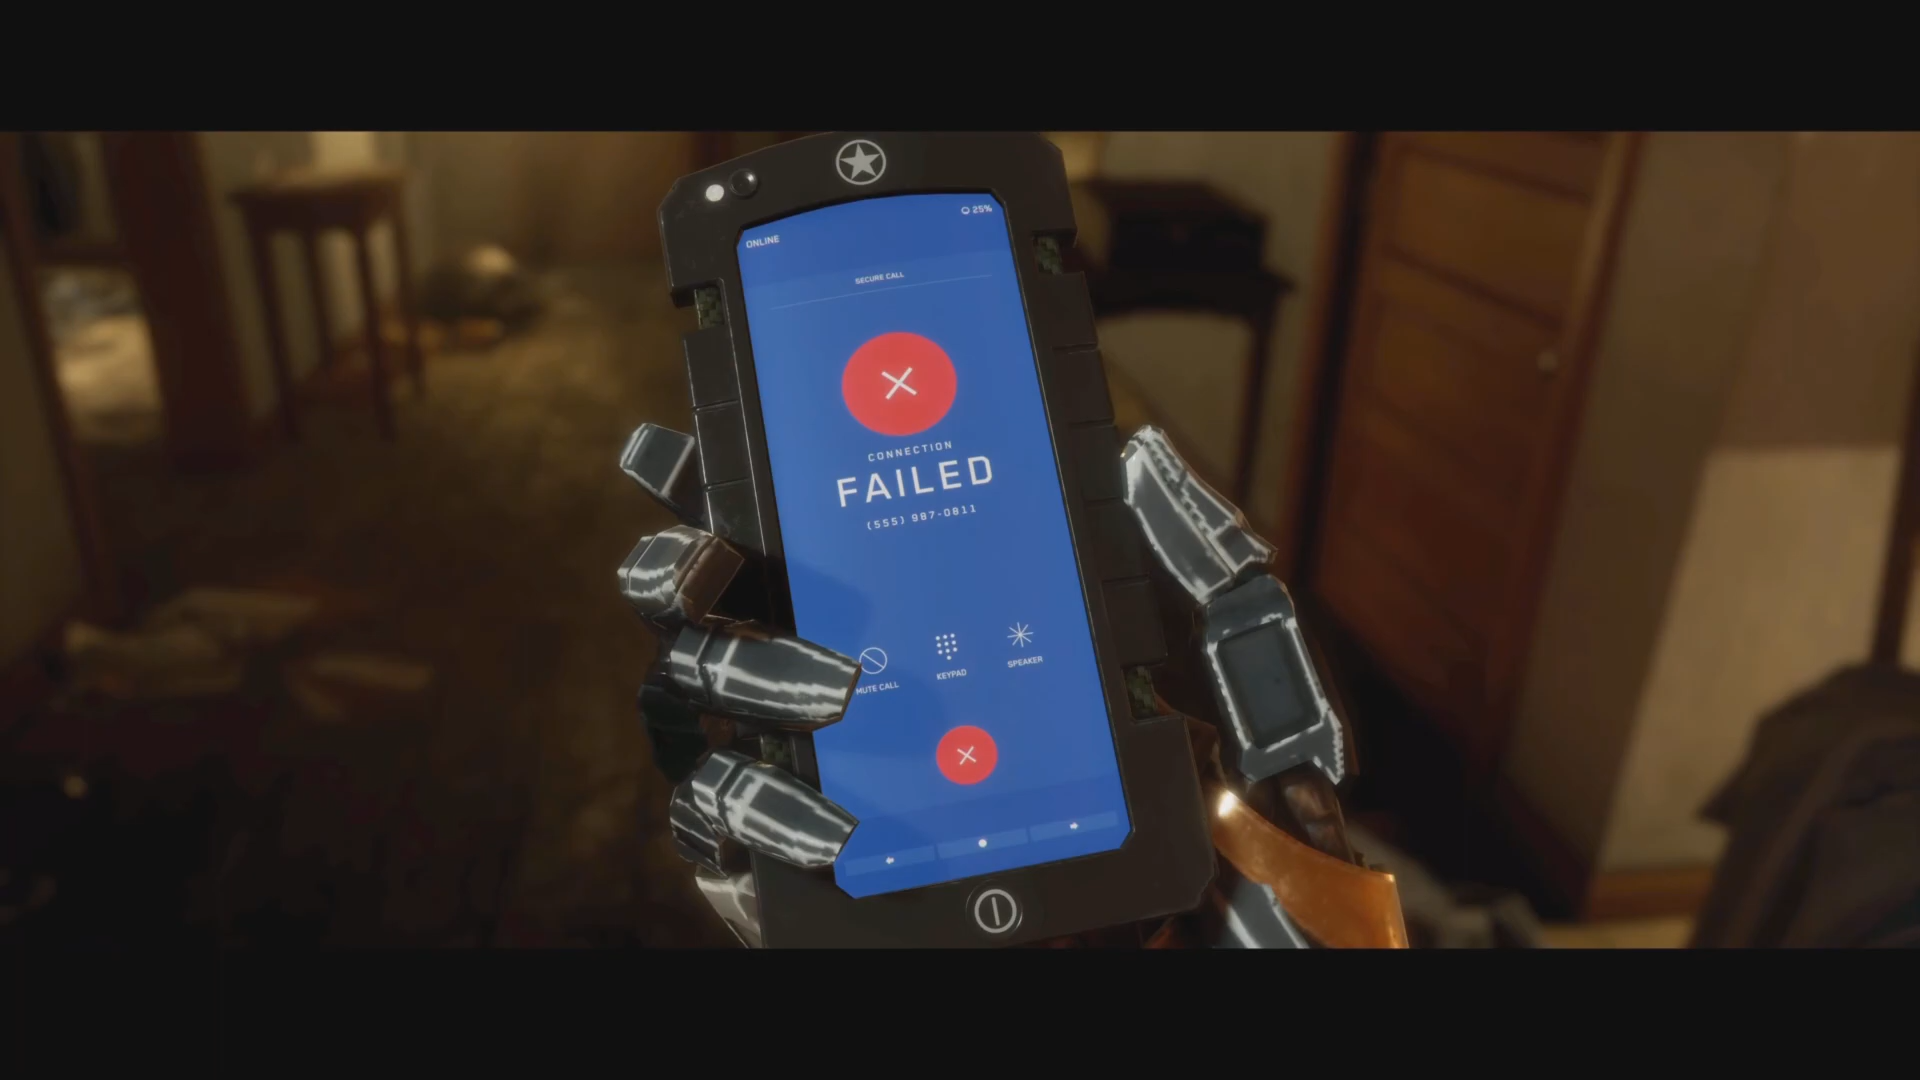 25%
ONLINE
SECURE CALL
CONNECTION
FAILED
(555) 987-0811
MUTE CALL
KEYPAD
SPEAKER